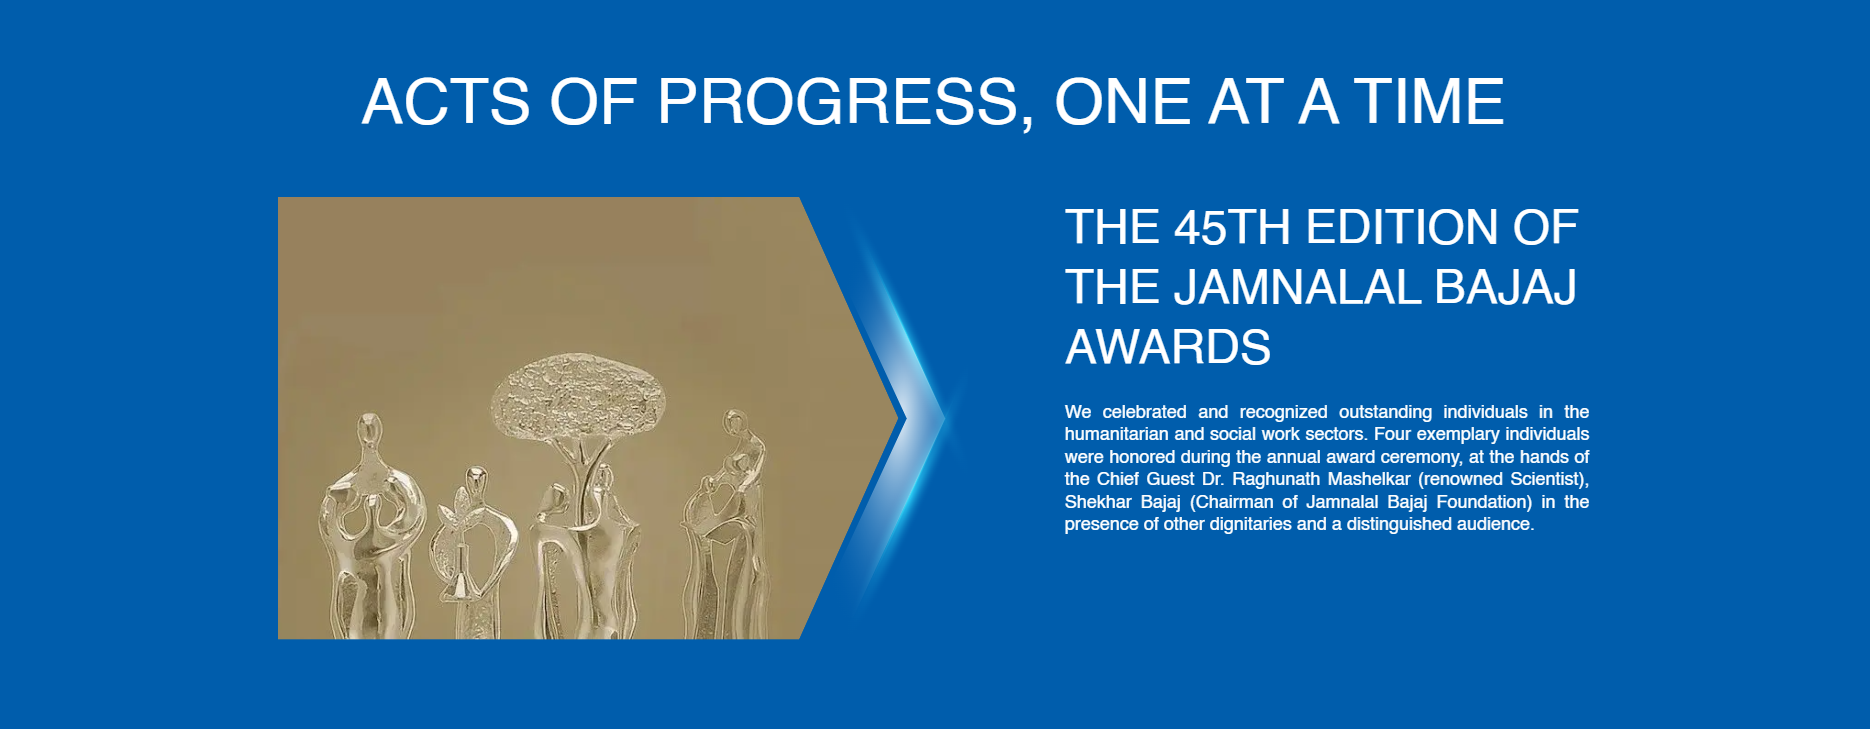 ACTS OF PROGRESS, ONE AT A TIME
THE 45TH EDITION OF
THE JAMNALAL BAJAJ
AWARDS
We celebrated and recognized outstanding individuals in the
humanitarian and social work sectors. Four exemplary individuals
were honored during the annual award ceremony, at the hands of
the Chief Guest Dr. Raghunath Mashelkar (renowned Scientist),
Shekhar Bajaj (Chairman of Jamnalal Bajaj Foundation) in the
presence of other dignitaries and a distinguished audience.